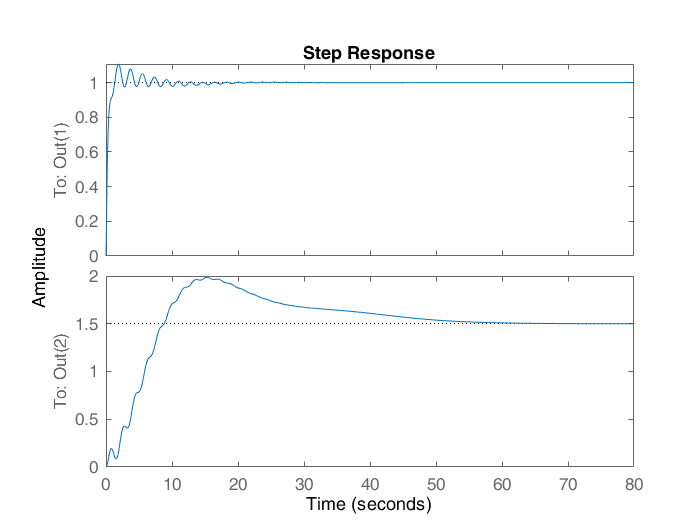 Step Response
1
0.8
0.6
0.4
0.2
0
To: Out(1)
Amplitude
2
1.5
1
0.5
0
To: Out(2)
0 10 20 30 40 50 60 70 80
Time (seconds)